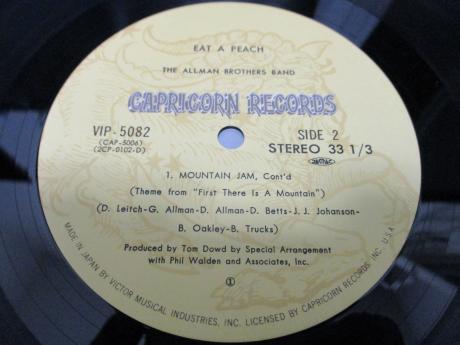 EAT A PEACH
THE ALLMAN BROTHERS BAND
CAPRICORN RECORDS
VIP-5082
(CAP-5006)
(2CP-0102-D)
SIDE 2
STEREO 33 1/3
1. MOUNTAIN JAM, Cont'd
(Theme from "First There Is A Mountain")
(D. Leitch-G. Allman-D. Allman-D. Betts-J. J. Johanson-
B. Oakley-B. Trucks)
Produced by Tom Dowd by Special Arrangement
with Phil Walden and Associates, Inc.
①
MADE IN JAPAN BY VICTOR MUSICAL INDUSTRIES, INC. LICENSED BY CAPRICORN RECORDS, INC., U.S.A.